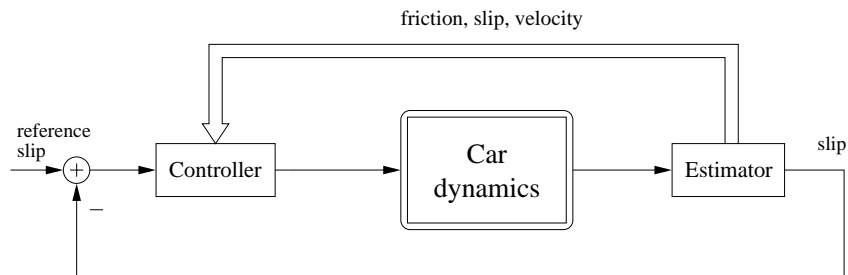 friction, slip, velocity
reference
slip
+
−
Controller
Car
dynamics
Estimator
slip